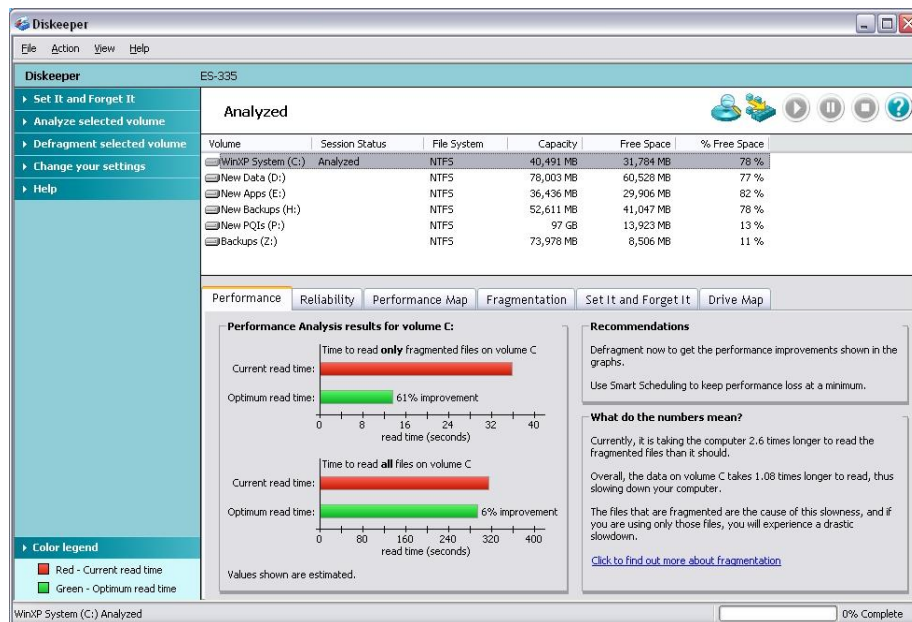 Diskeeper
File Action View Help
Diskeeper ES-335
Set It and Forget It
Analyze selected volume
Defragment selected volume
Change your settings
Help
Analyzed
Volume Session Status File System Capacity Free Space % Free Space
WinXP System (C:) Analyzed NTFS 40,491 MB 31,784 MB 78 %
New Data (D:) NTFS 78,003 MB 60,528 MB 77 %
New Apps (E:) NTFS 36,436 MB 29,906 MB 82 %
New Backups (H:) NTFS 52,611 MB 41,047 MB 78 %
New PQIs (P:) NTFS 97 GB 13,923 MB 13 %
Backups (Z:) NTFS 73,978 MB 8,506 MB 11 %
Performance Reliability Performance Map Fragmentation Set It and Forget It Drive Map
Performance Analysis results for volume C:
Time to read only fragmented files on volume C
Current read time:
Optimum read time: 61% improvement
0 8 16 24 32 40
read time (seconds)
Time to read all files on volume C
Current read time:
Optimum read time: 6% improvement
0 80 160 240 320 400
read time (seconds)
Values shown are estimated.
Recommendations
Defragment now to get the performance improvements shown in the
graphs.
Use Smart Scheduling to keep performance loss at a minimum.
What do the numbers mean?
Currently, it is taking the computer 2.6 times longer to read the
fragmented files than it should.
Overall, the data on volume C takes 1.08 times longer to read, thus
slowing down your computer.
The files that are fragmented are the cause of this slowness, and if
you are using only those files, you will experience a drastic
slowdown.
Click to find out more about fragmentation
Color legend
Red - Current read time
Green - Optimum read time
WinXP System (C:) Analyzed 0% Complete